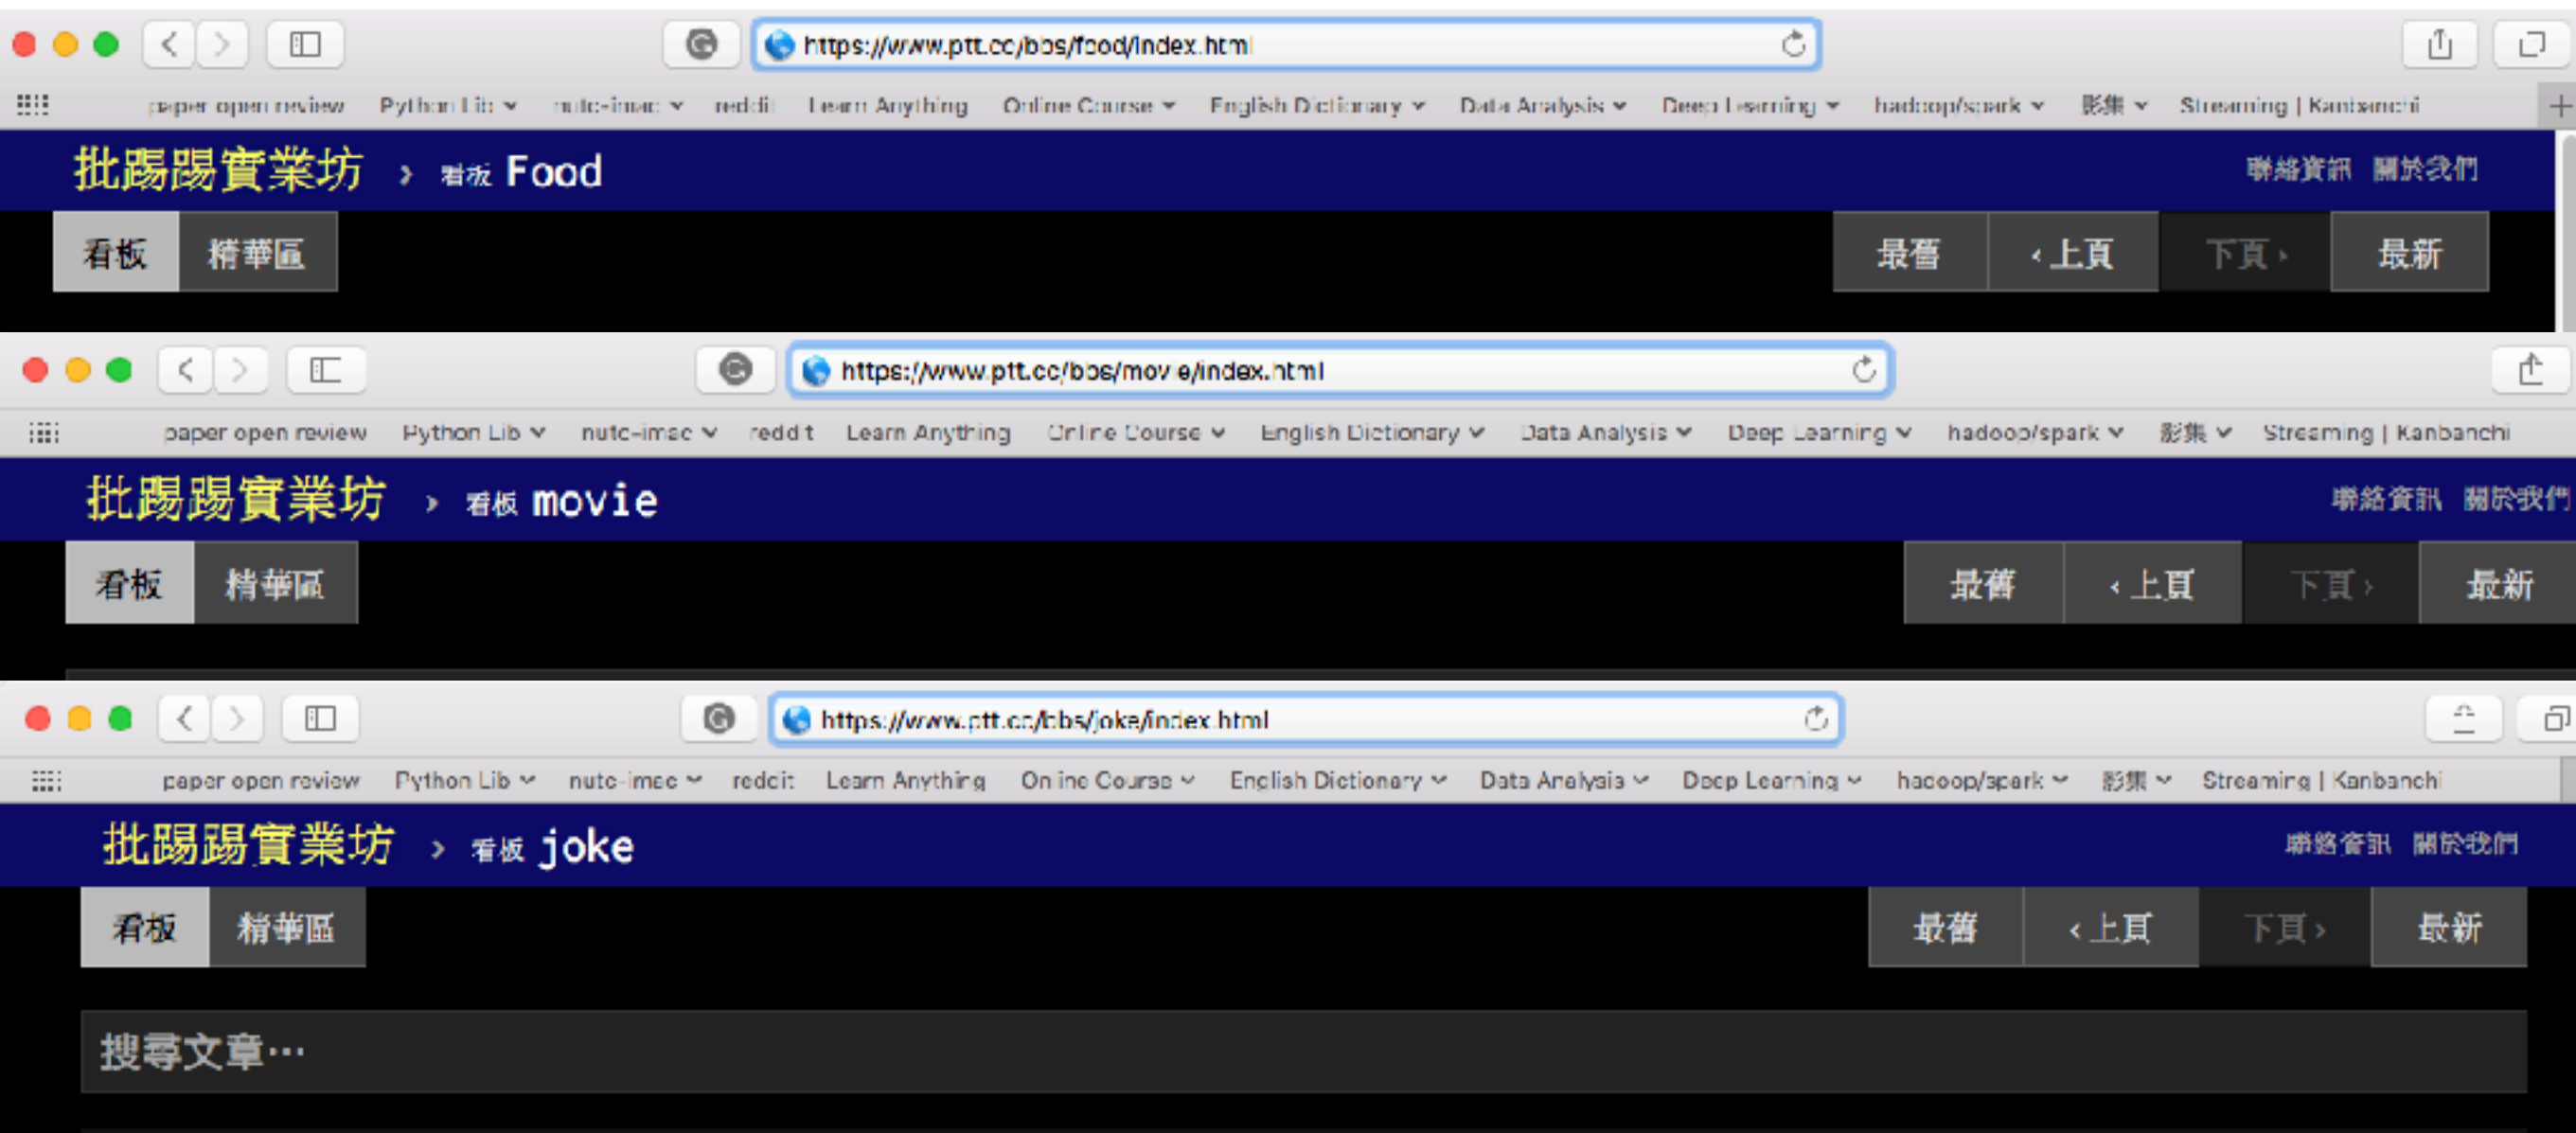 https://www.ptt.cc/bbs/food/index.html
paper open review Python Lib nutc-imac reddit Learn Anything Online Course English Dictionary Data Analysis Deep Learning hadoop/spark 影集 Streaming | Kanbanchi
批踢踢實業坊 › 看板 Food 聯絡資訊 關於我們
看板 精華區 最舊 ‹ 上頁 下頁 › 最新
https://www.ptt.cc/bbs/movie/index.html
paper open review Python Lib nutc-imac reddit Learn Anything Online Course English Dictionary Data Analysis Deep Learning hadoop/spark 影集 Streaming | Kanbanchi
批踢踢實業坊 › 看板 movie 聯絡資訊 關於我們
看板 精華區 最舊 ‹ 上頁 下頁 › 最新
https://www.ptt.cc/bbs/joke/index.html
paper open review Python Lib nutc-imac reddit Learn Anything Online Course English Dictionary Data Analysis Deep Learning hadoop/spark 影集 Streaming | Kanbanchi
批踢踢實業坊 › 看板 joke 聯絡資訊 關於我們
看板 精華區 最舊 ‹ 上頁 下頁 › 最新
搜尋文章⋯